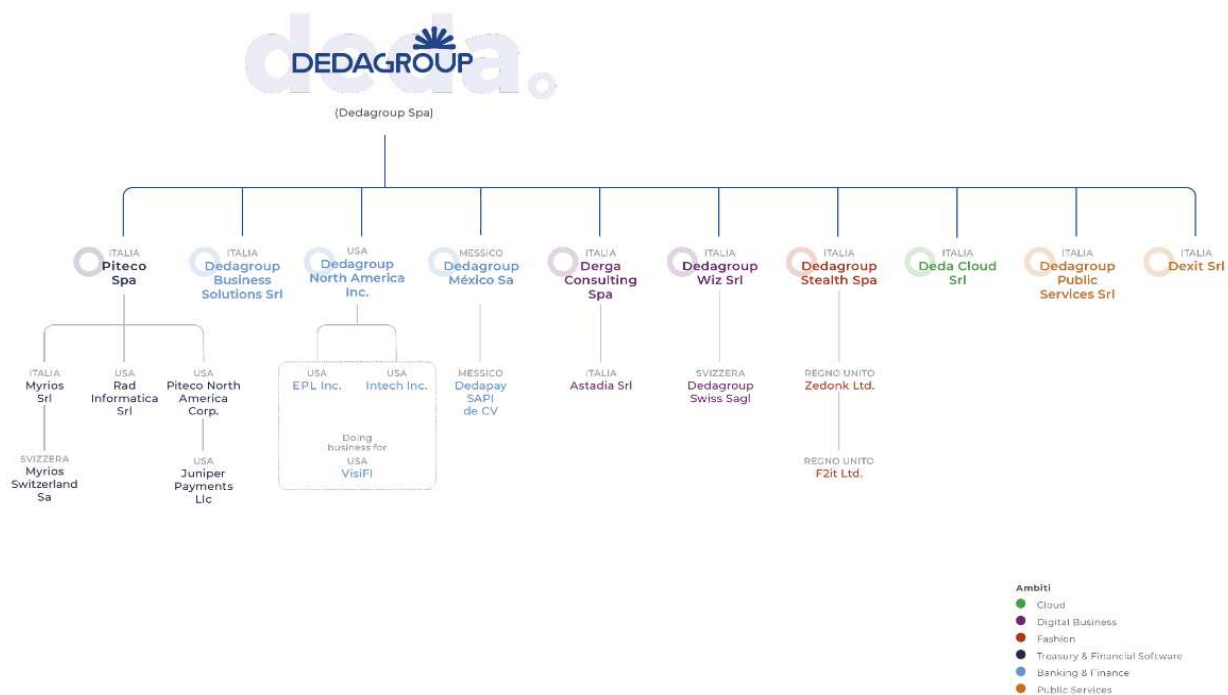 deda.
DEDAGROUP
(Dedagroup Spa)
ITALIA
Piteco
Spa
ITALIA
Dedagroup
Business
Solutions Srl
USA
Dedagroup
North America
Inc.
MESSICO
Dedagroup
México Sa
ITALIA
Derga
Consulting
Spa
ITALIA
Dedagroup
Wiz Srl
ITALIA
Dedagroup
Stealth Spa
ITALIA
Deda Cloud
Srl
ITALIA
Dedagroup
Public
Services Srl
ITALIA
Dexit Srl
ITALIA
Myrios
Srl
USA
Rad
Informatica
Srl
USA
Piteco North
America
Corp.
USA
EPL Inc.
USA
Intech Inc.
MESSICO
Dedapay
SAPI
de CV
ITALIA
Astadia Srl
SVIZZERA
Dedagroup
Swiss Sagl
REGNO UNITO
Zedonk Ltd.
SVIZZERA
Myrios
Switzerland
Sa
USA
Juniper
Payments
Llc
Doing
business for
USA
VisiFI
REGNO UNITO
F2it Ltd.
Ambiti
Cloud
Digital Business
Fashion
Treasury & Financial Software
Banking & Finance
Public Services